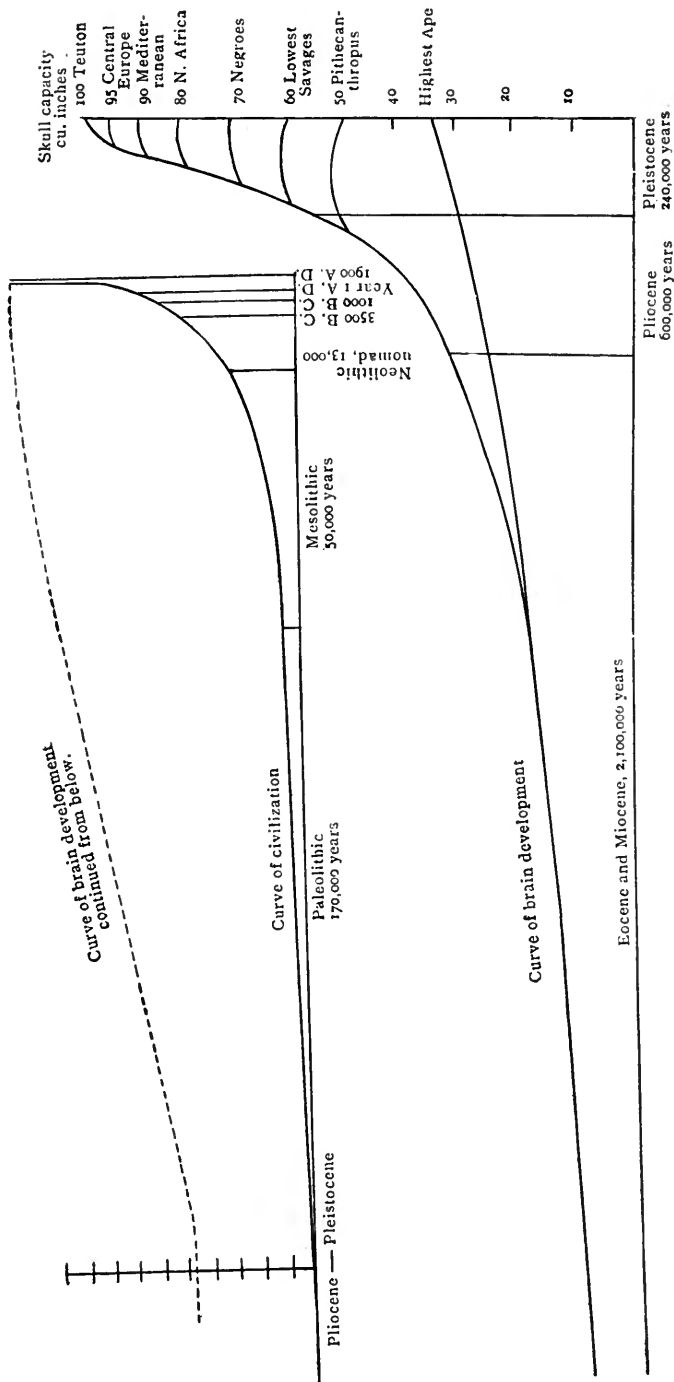 Skull capacity
cu. inches
100 Teuton
95 Central
Europe
90 Mediter-
ranean
80 N. Africa
70 Negroes
60 Lowest
Savages
50 Pithecan-
thropus
40
Highest Ape
30
20
10
Curve of brain development
continued from below.
1900 A. D.
Year 1 A. D.
1000 B. C.
3500 B. C.
Neolithic
nomad, 13,000
Curve of civilization
Mesolithic
50,000 years
Paleolithic
170,000 years
Pliocene — Pleistocene
Curve of brain development
Eocene and Miocene, 2,100,000 years
Pliocene
600,000 years
Pleistocene
240,000 years